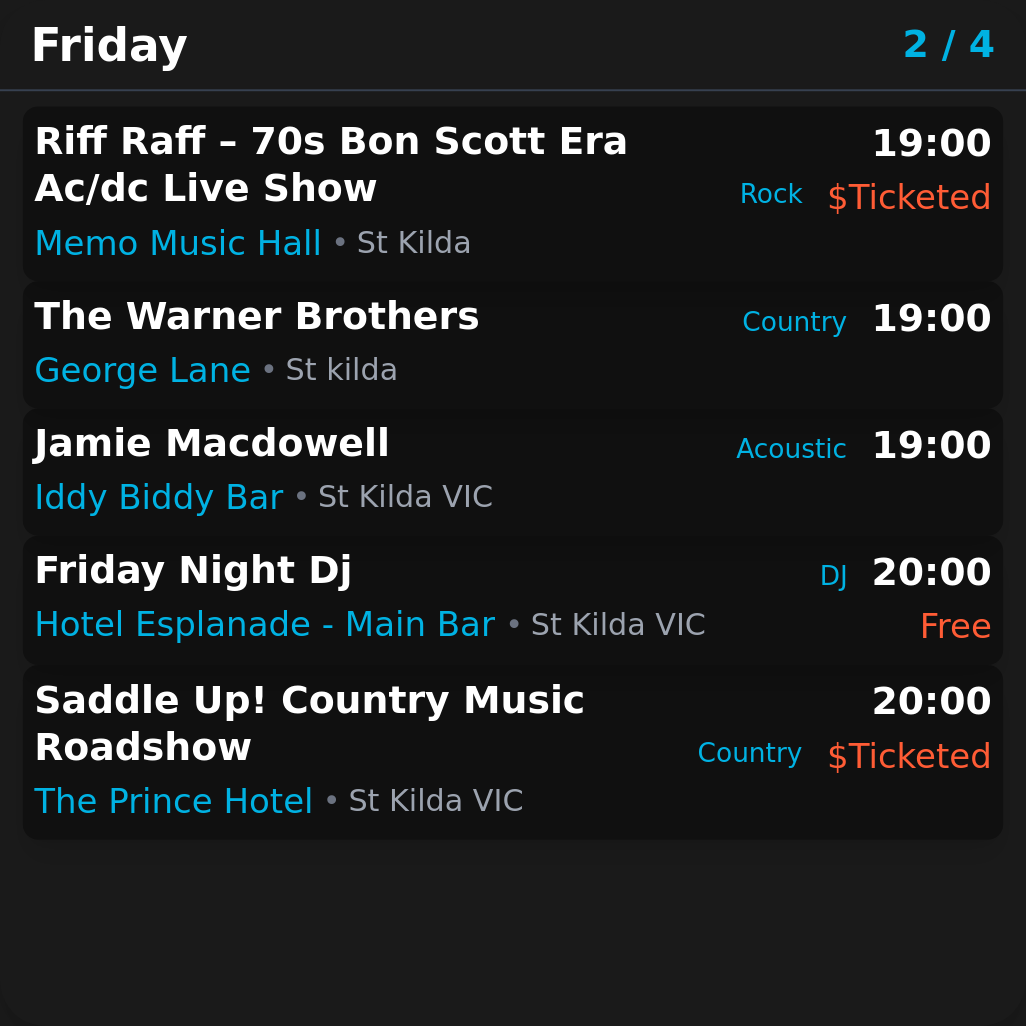 Friday 2 / 4
Riff Raff – 70s Bon Scott Era
Ac/dc Live Show
19:00
Rock $Ticketed
Memo Music Hall • St Kilda
The Warner Brothers Country 19:00
George Lane • St kilda
Jamie Macdowell Acoustic 19:00
Iddy Biddy Bar • St Kilda VIC
Friday Night Dj DJ 20:00
Hotel Esplanade - Main Bar • St Kilda VIC Free
Saddle Up! Country Music
Roadshow
20:00
Country $Ticketed
The Prince Hotel • St Kilda VIC